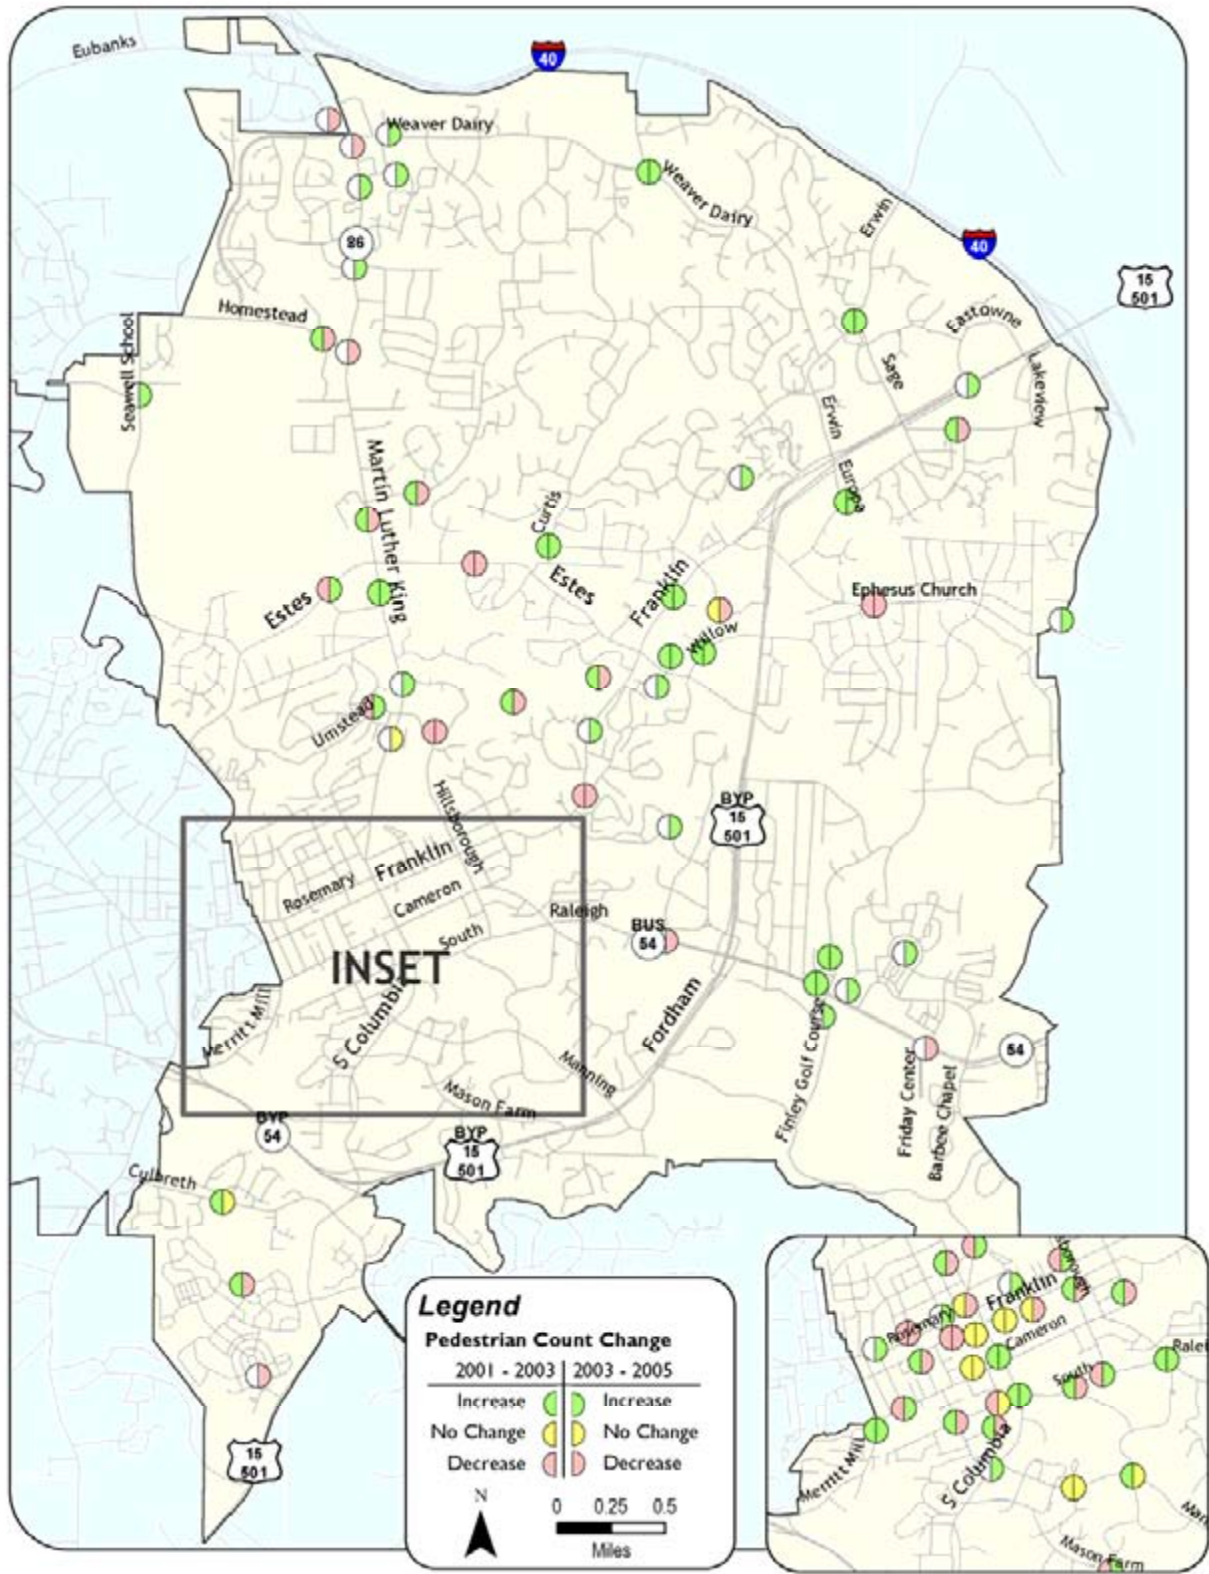 Eubanks
40
Weaver Dairy
Weaver Dairy
Erwin
40
86
15
501
Homestead
Eastowne
Seawell School
Sage
Lakeview
Erwin
Martin Luther King
Europa
Curtis
Estes
Estes
Franklin
Ephesus Church
Willow
Umstead
Hillsborough
BYP
15
501
Franklin
Rosemary
Cameron
Raleigh
South
BUS
54
INSET
S Columbia
Merrit's Mill
Fordham
Finley Golf Course
Manning
Friday Center
54
Barbee Chapel
Mason Farm
BYP
54
BYP
15
501
Culbreth
15
501
Legend
Pedestrian Count Change
2001 - 2003 2003 - 2005
Increase Increase
No Change No Change
Decrease Decrease
N
0 0.25 0.5
Miles
sborough
Franklin
Rosemary
Cameron
Ralei
South
Merritt Mill
S Columbia
Man
Mason Farm